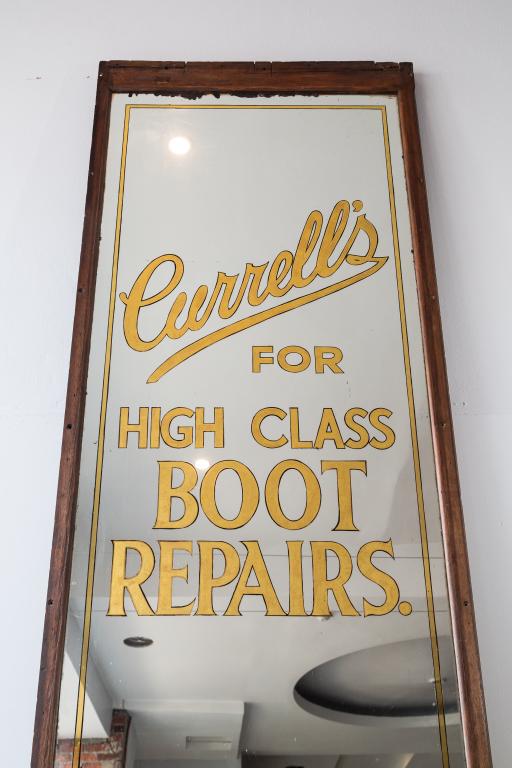 Currell's
FOR
HIGH CLASS
BOOT
REPAIRS.